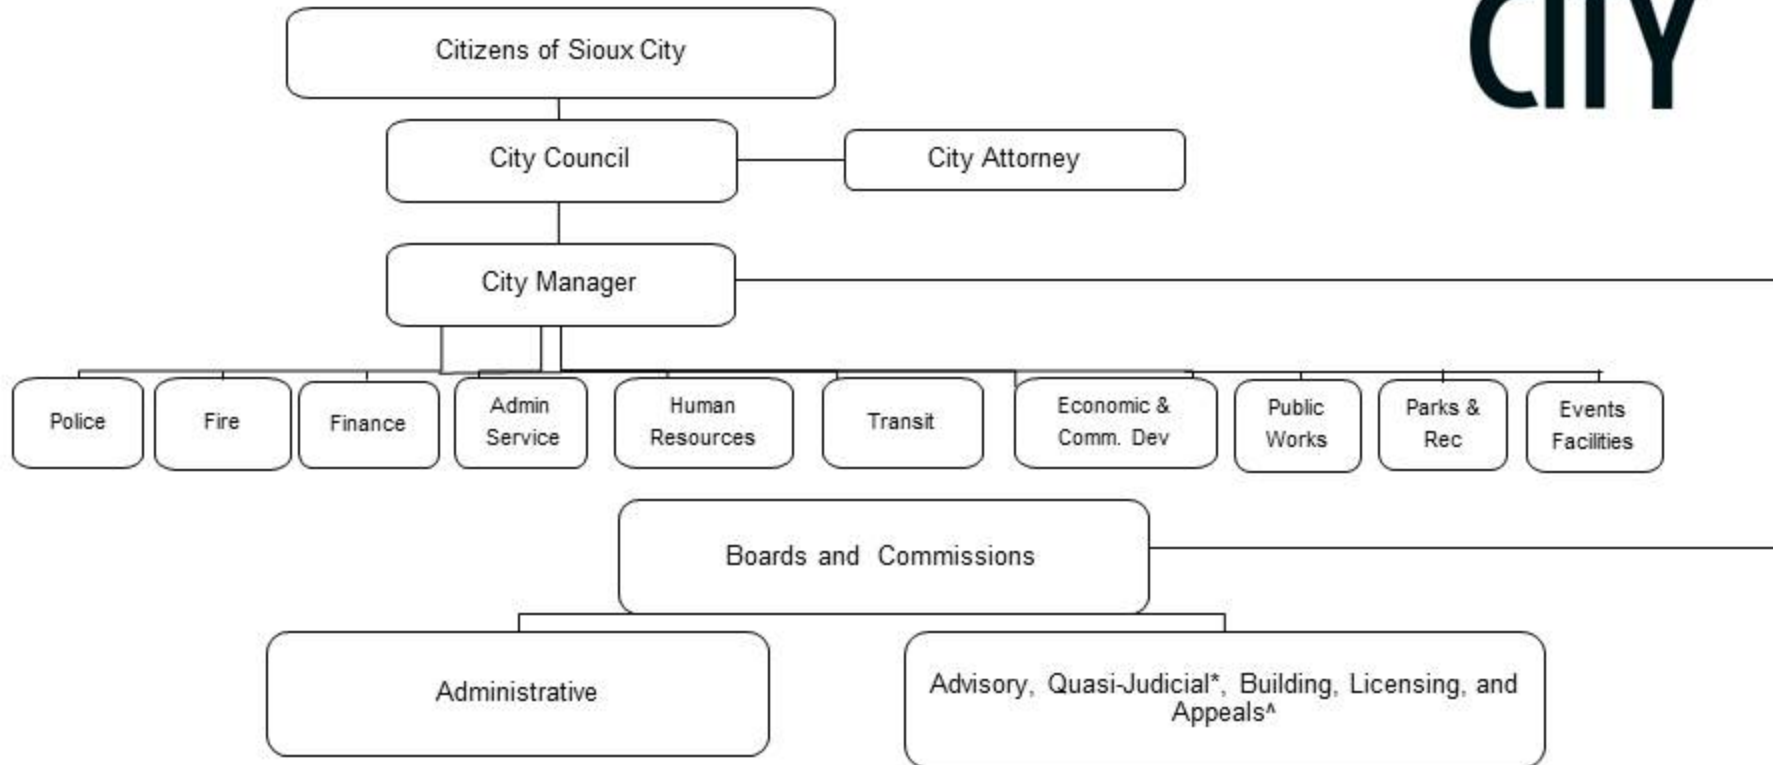 CITY
Citizens of Sioux City
City Council
City Attorney
City Manager
Police
Fire
Finance
Admin
Service
Human
Resources
Transit
Economic &
Comm. Dev
Public
Works
Parks &
Rec
Events
Facilities
Boards and Commissions
Administrative
Advisory, Quasi-Judicial*, Building, Licensing, and
Appeals^